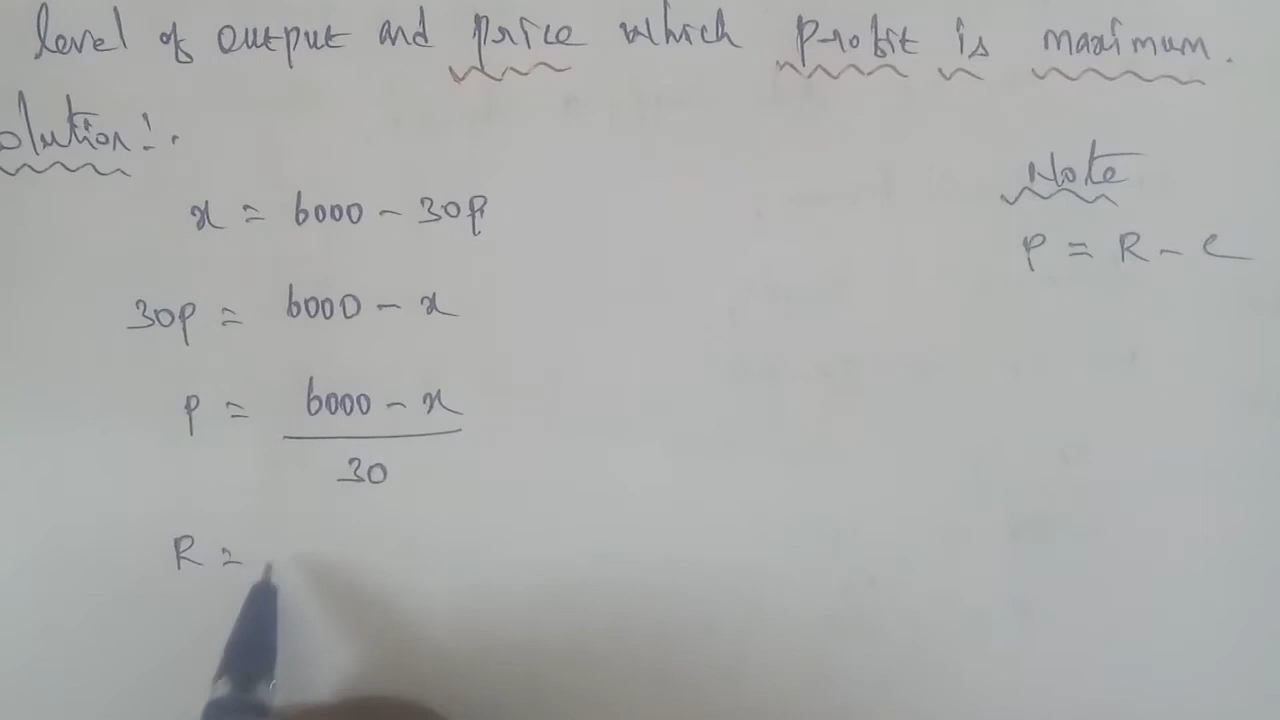 level of output and price which profit is maximum.
olution:.
Note
x = 6000 - 30p
P = R - C
30p = 6000 - x
p = 6000 - x
30
R =